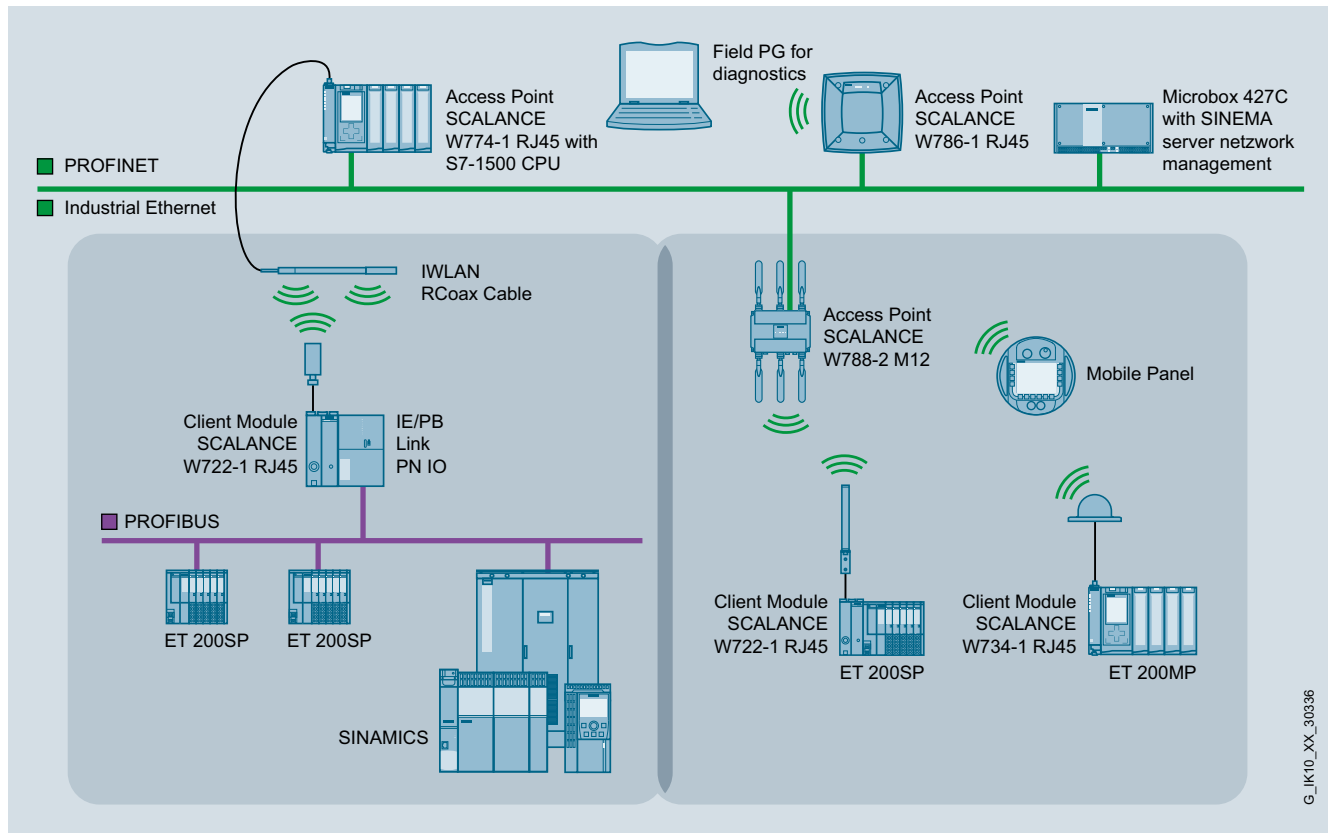 Field PG for
diagnostics
Access Point
SCALANCE
W774-1 RJ45 with
S7-1500 CPU
Access Point
SCALANCE
W786-1 RJ45
Microbox 427C
with SINEMA
server netzwork
management
PROFINET
Industrial Ethernet
IWLAN
RCoax Cable
Access Point
SCALANCE
W788-2 M12
Mobile Panel
Client Module
SCALANCE
W722-1 RJ45
IE/PB
Link
PN IO
PROFIBUS
ET 200SP
ET 200SP
SINAMICS
Client Module
SCALANCE
W722-1 RJ45
ET 200SP
Client Module
SCALANCE
W734-1 RJ45
ET 200MP
G_IK10_XX_30336